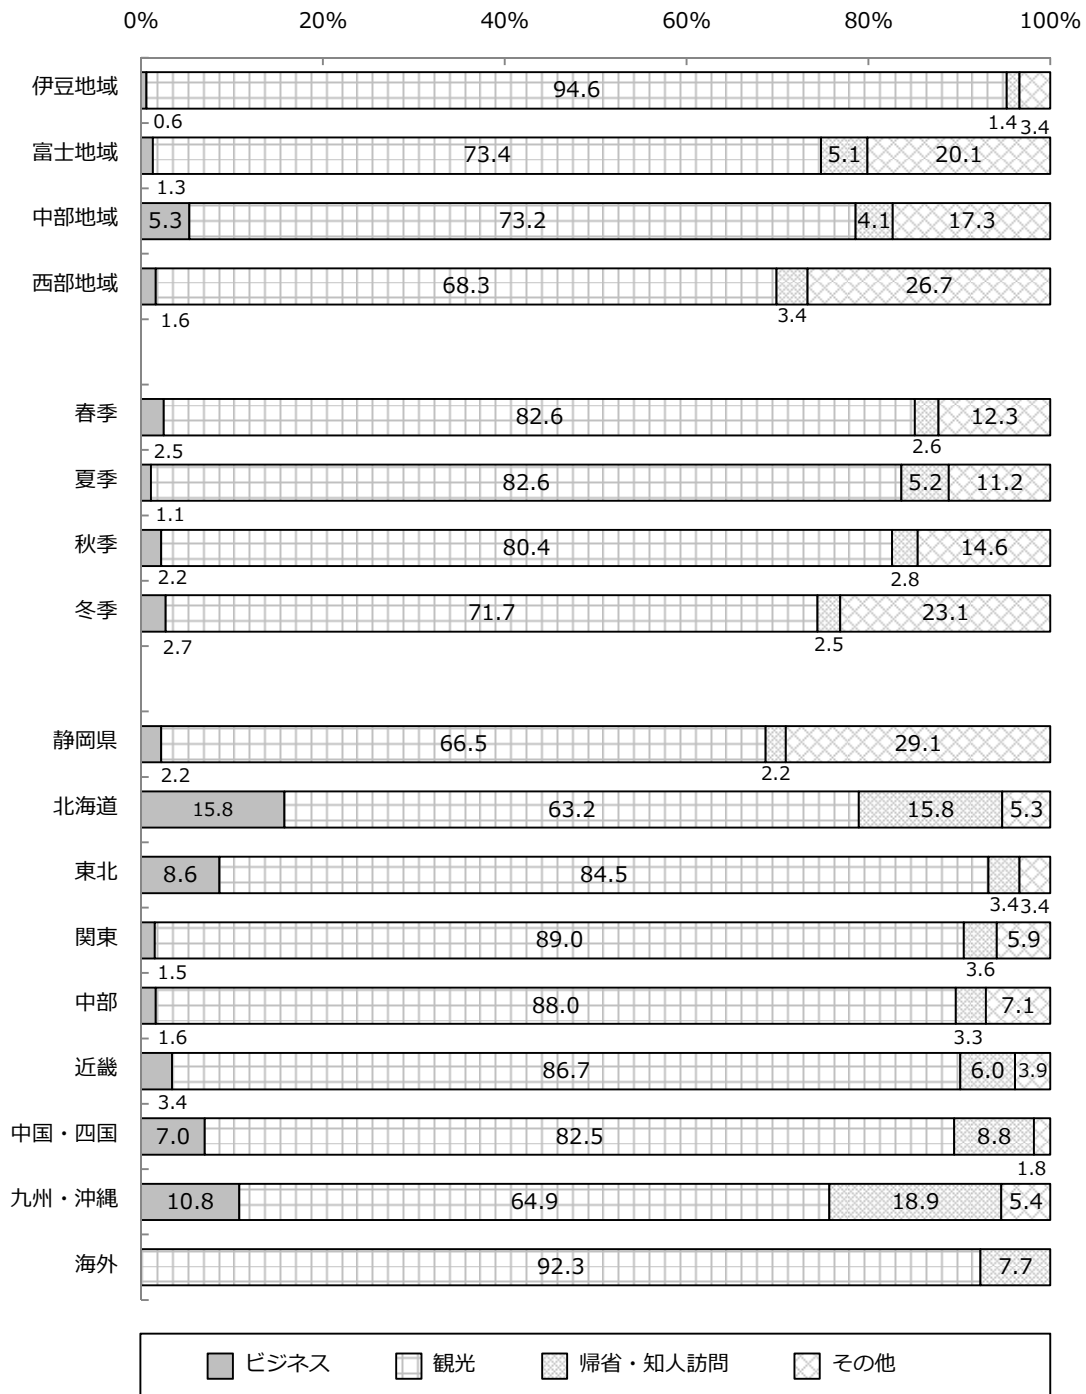 0% 20% 40% 60% 80% 100%
伊豆地域 94.6
0.6 1.4 3.4
富士地域 73.4 5.1 20.1
1.3
中部地域 5.3 73.2 4.1 17.3
西部地域 68.3 26.7
1.6 3.4
春季 82.6 12.3
2.5 2.6
夏季 82.6 5.2 11.2
1.1
秋季 80.4 14.6
2.2 2.8
冬季 71.7 23.1
2.7 2.5
静岡県 66.5 29.1
2.2 2.2
北海道 15.8 63.2 15.8 5.3
東北 8.6 84.5
3.4 3.4
関東 89.0 5.9
1.5 3.6
中部 88.0 7.1
1.6 3.3
近畿 86.7 6.0 3.9
3.4
中国・四国 7.0 82.5 8.8
1.8
九州・沖縄 10.8 64.9 18.9 5.4
海外 92.3 7.7
ビジネス 観光 帰省・知人訪問 その他